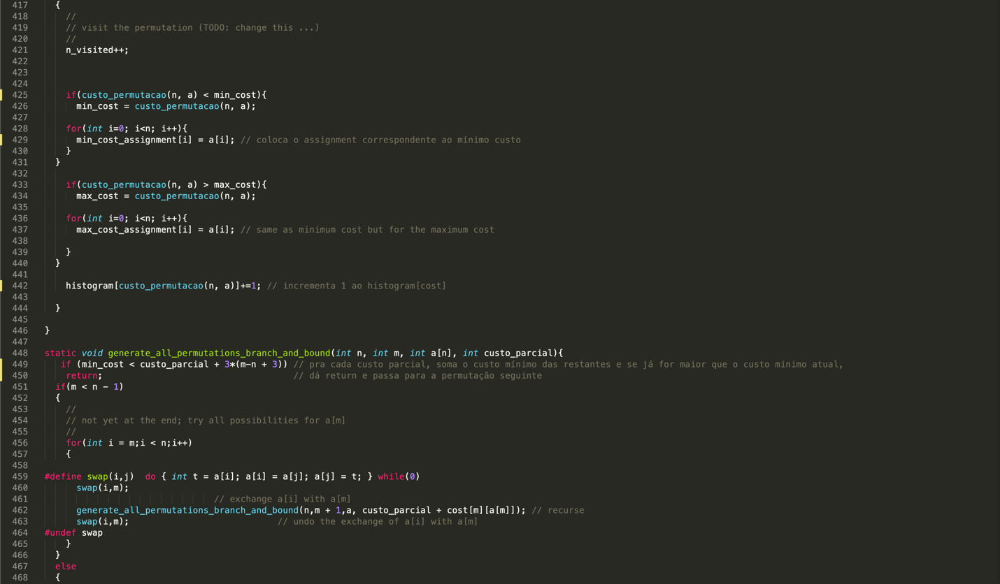 417 {
418 //
419 // visit the permutation (TODO: change this ...)
420 //
421 n_visited++;
422
423
424
425 if(custo_permutacao(n, a) < min_cost){
426 min_cost = custo_permutacao(n, a);
427
428 for(int i=0; i<n; i++){
429 min_cost_assignment[i] = a[i]; // coloca o assignment correspondente ao mínimo custo
430 }
431 }
432
433 if(custo_permutacao(n, a) > max_cost){
434 max_cost = custo_permutacao(n, a);
435
436 for(int i=0; i<n; i++){
437 max_cost_assignment[i] = a[i]; // same as minimum cost but for the maximum cost
438
439 }
440 }
441
442 histogram[custo_permutacao(n, a)]+=1; // incrementa 1 ao histogram[cost]
443
444 }
445
446 }
447
448 static void generate_all_permutations_branch_and_bound(int n, int m, int a[n], int custo_parcial){
449 if (min_cost < custo_parcial + 3*(m-n + 3)) // pra cada custo parcial, soma o custo mínimo das restantes e se já for maior que o custo minimo atual,
450 return; // dá return e passa para a permutação seguinte
451 if(m < n - 1)
452 {
453 //
454 // not yet at the end; try all possibilities for a[m]
455 //
456 for(int i = m;i < n;i++)
457 {
458
459 #define swap(i,j) do { int t = a[i]; a[i] = a[j]; a[j] = t; } while(0)
460 swap(i,m);
461 // exchange a[i] with a[m]
462 generate_all_permutations_branch_and_bound(n,m + 1,a, custo_parcial + cost[m][a[m]]); // recurse
463 swap(i,m); // undo the exchange of a[i] with a[m]
464 #undef swap
465 }
466 }
467 else
468 {